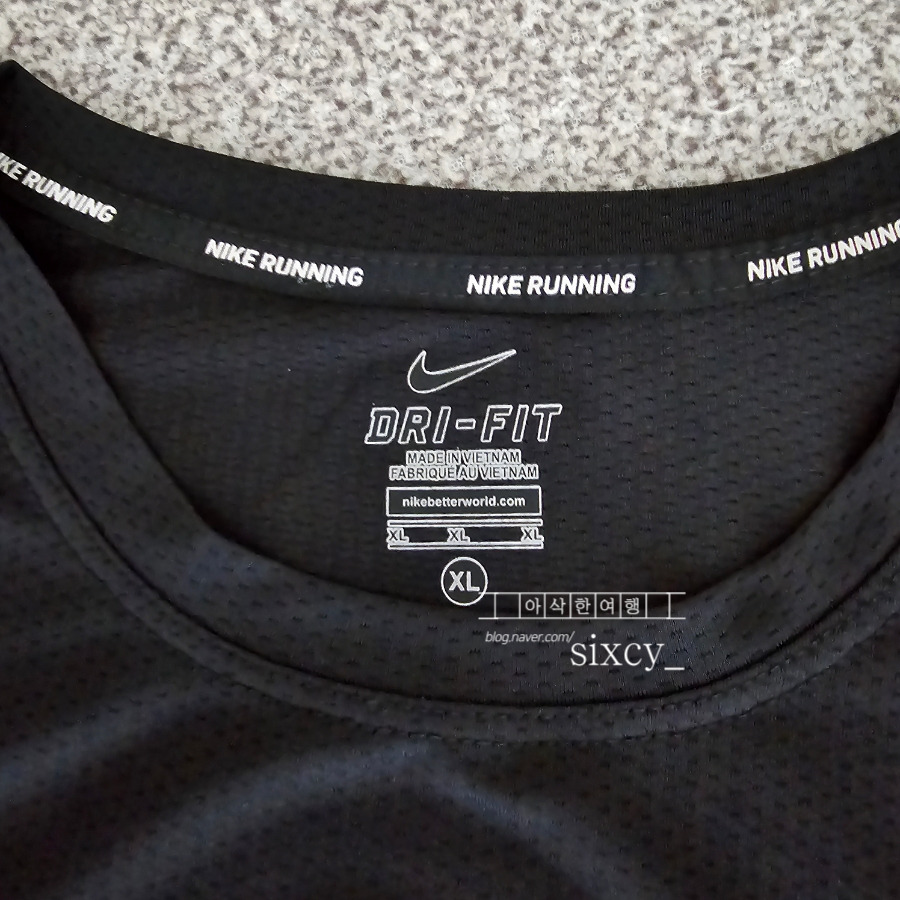 KE RUNNING
NIKE RUNNING
NIKE RUNNING
NIKE RUNNING
DRI-FIT
MADE IN VIETNAM
FABRIQUE AU VIETNAM
nikebetterworld.com
XL XL XL
XL
아삭한여행
blog.naver.com/
sixcy_